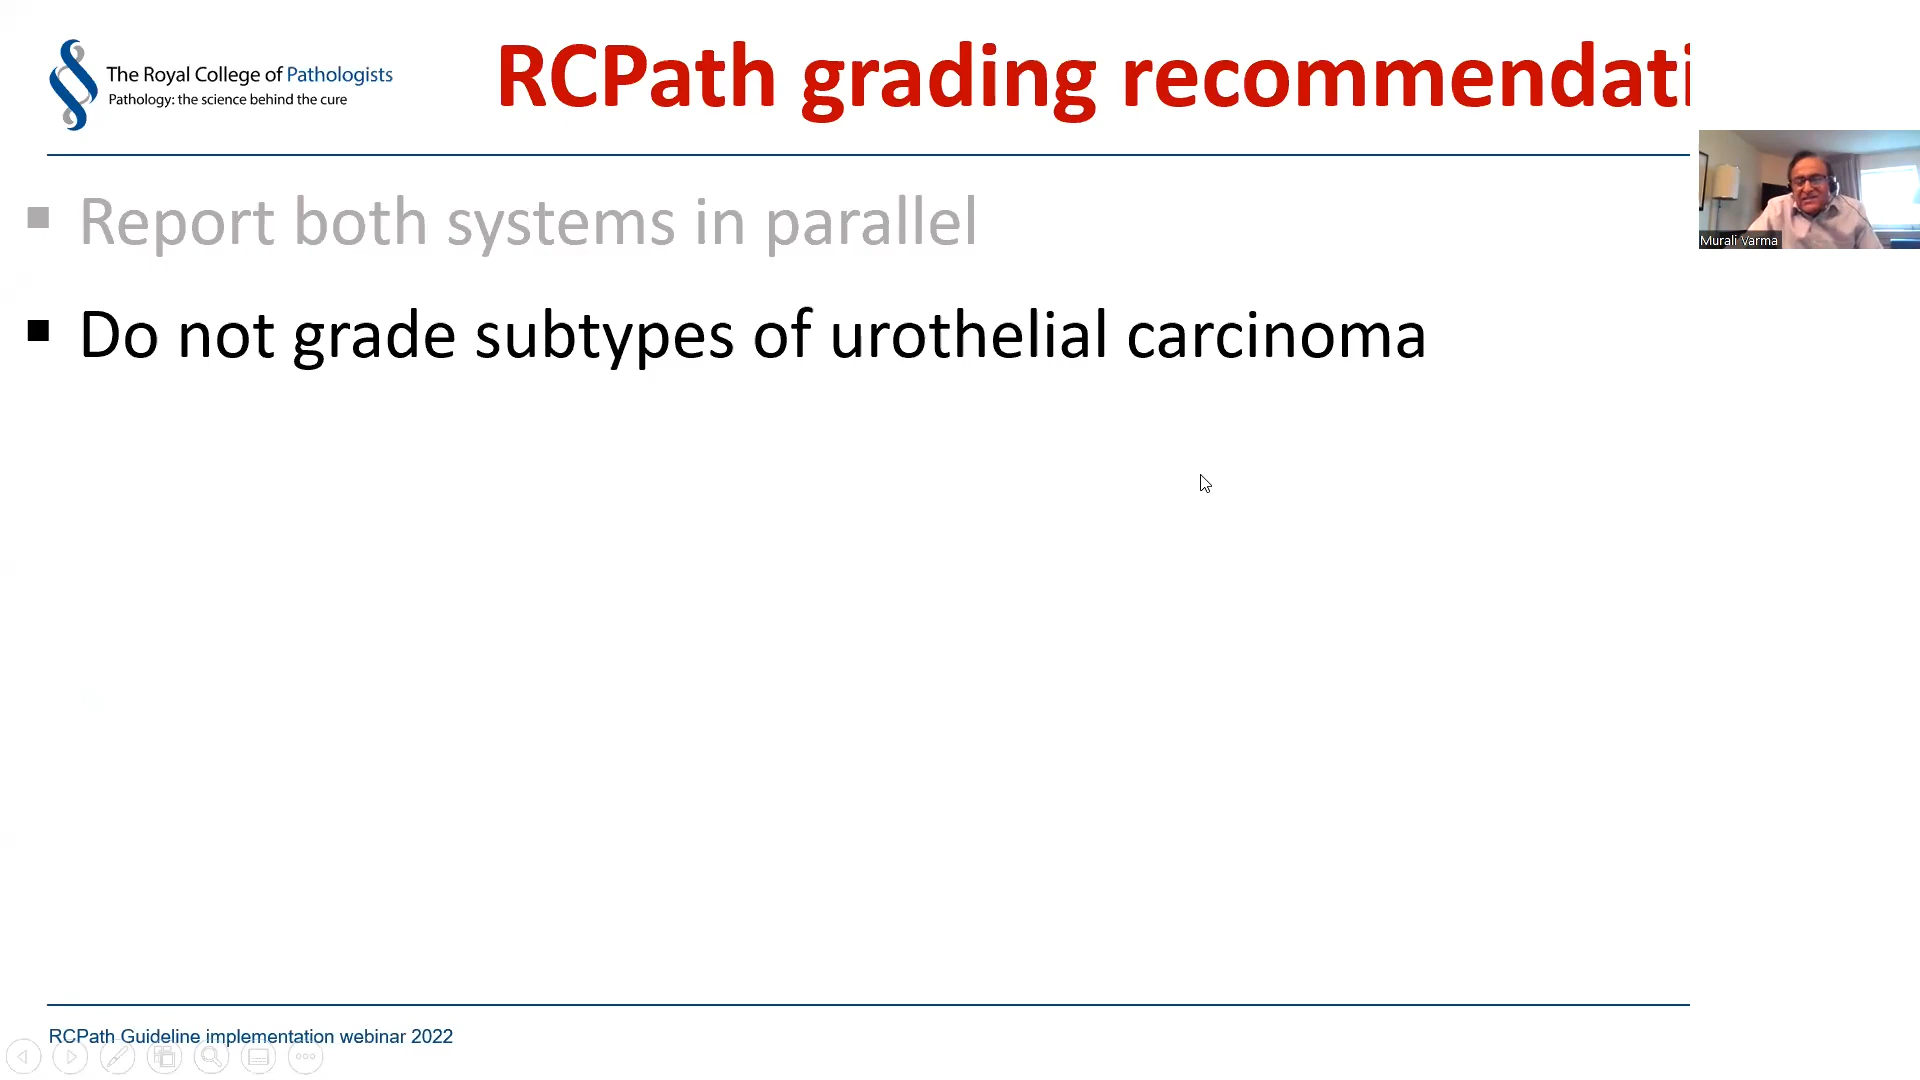 The Royal College of Pathologists
Pathology: the science behind the cure
RCPath grading recommendati
Murali Varma
Report both systems in parallel
Do not grade subtypes of urothelial carcinoma
RCPath Guideline implementation webinar 2022